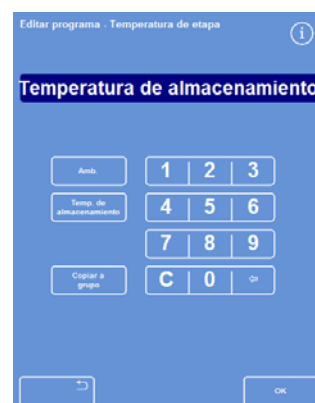 Editar programa - Temperatura de etapa
i
Temperatura de almacenamiento
Amb.
1 2 3
Temp. de
almacenamiento
4 5 6
7 8 9
Copiar a
grupo
C 0 ⇦
OK